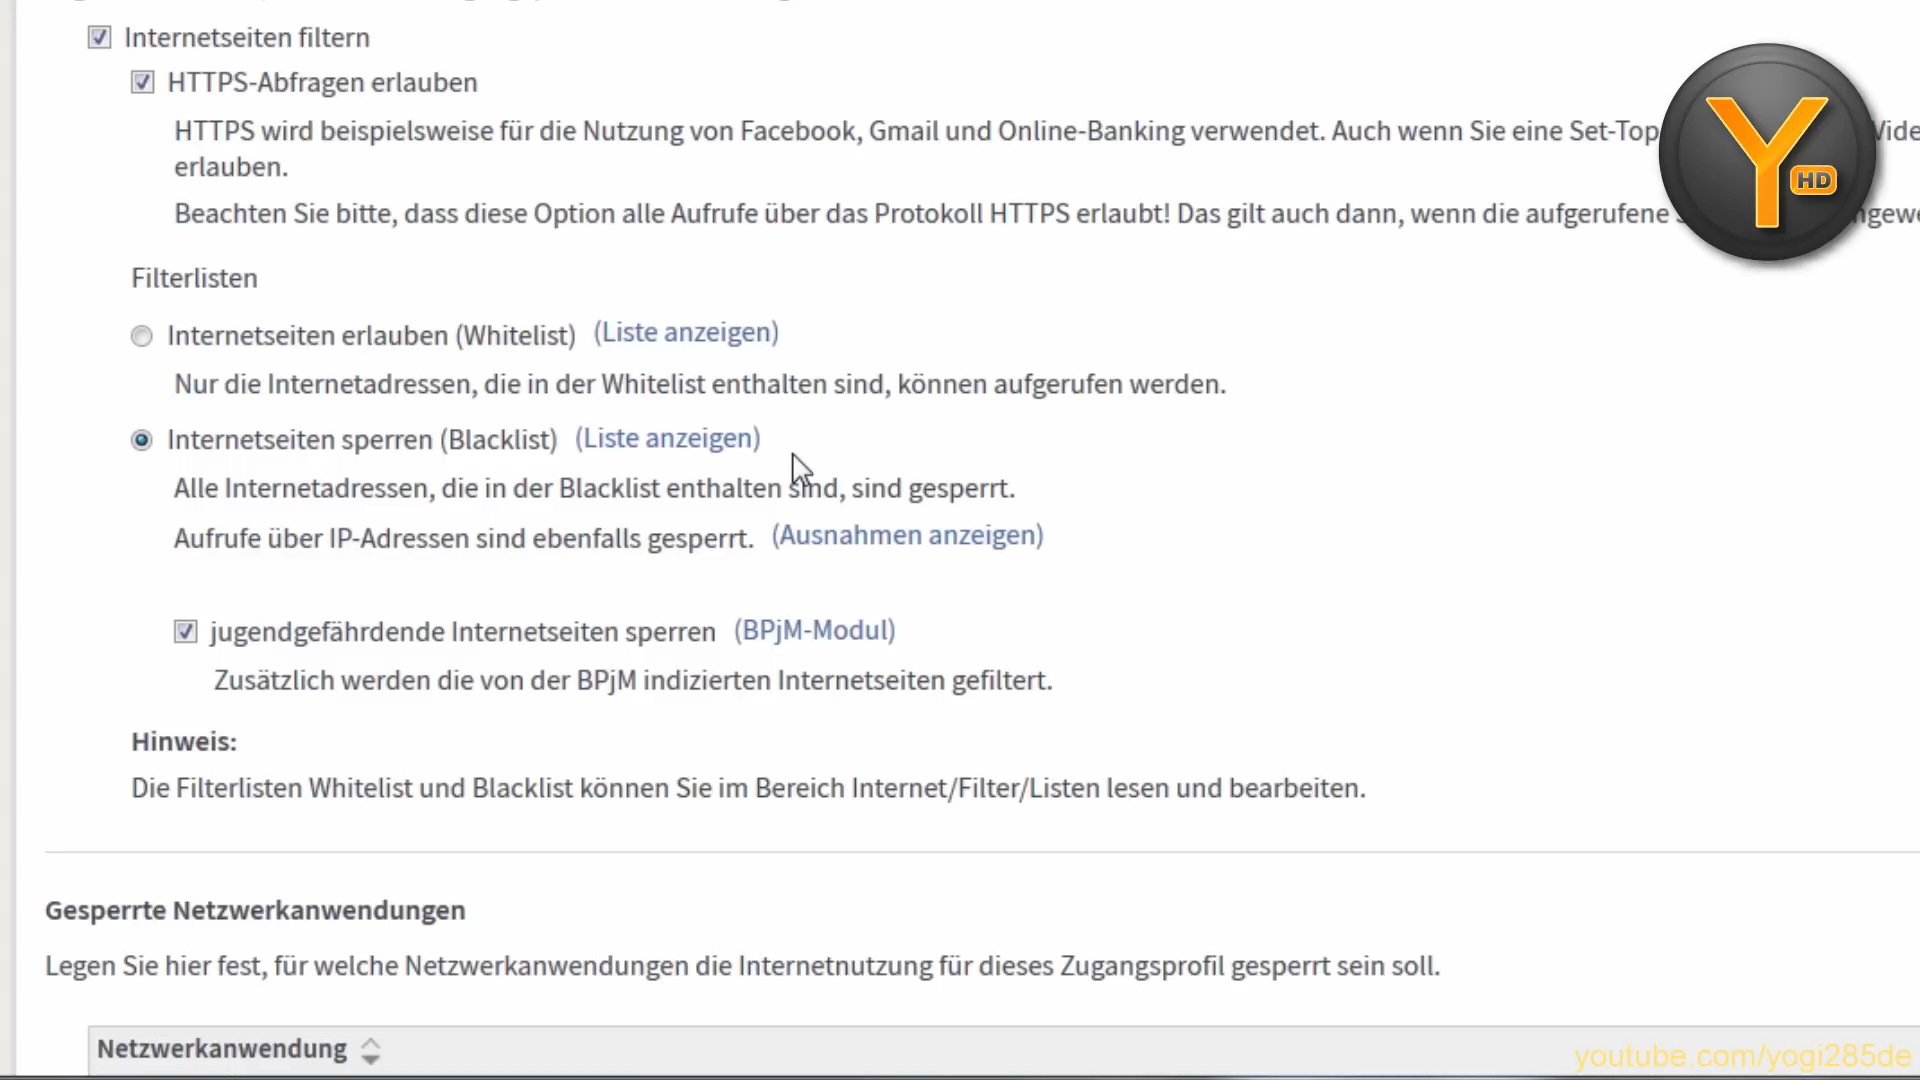 Internetseiten filtern
HTTPS-Abfragen erlauben
HTTPS wird beispielsweise für die Nutzung von Facebook, Gmail und Online-Banking verwendet. Auch wenn Sie eine Set-Top
erlauben.
Beachten Sie bitte, dass diese Option alle Aufrufe über das Protokoll HTTPS erlaubt! Das gilt auch dann, wenn die aufgerufene
Y HD
Filterlisten
Internetseiten erlauben (Whitelist) (Liste anzeigen)
Nur die Internetadressen, die in der Whitelist enthalten sind, können aufgerufen werden.
Internetseiten sperren (Blacklist) (Liste anzeigen)
Alle Internetadressen, die in der Blacklist enthalten sind, sind gesperrt.
Aufrufe über IP-Adressen sind ebenfalls gesperrt. (Ausnahmen anzeigen)
jugendgefährdende Internetseiten sperren (BPjM-Modul)
Zusätzlich werden die von der BPjM indizierten Internetseiten gefiltert.
Hinweis:
Die Filterlisten Whitelist und Blacklist können Sie im Bereich Internet/Filter/Listen lesen und bearbeiten.
Gesperrte Netzwerkanwendungen
Legen Sie hier fest, für welche Netzwerkanwendungen die Internetnutzung für dieses Zugangsprofil gesperrt sein soll.
Netzwerkanwendung
youtube.com/yogi285de